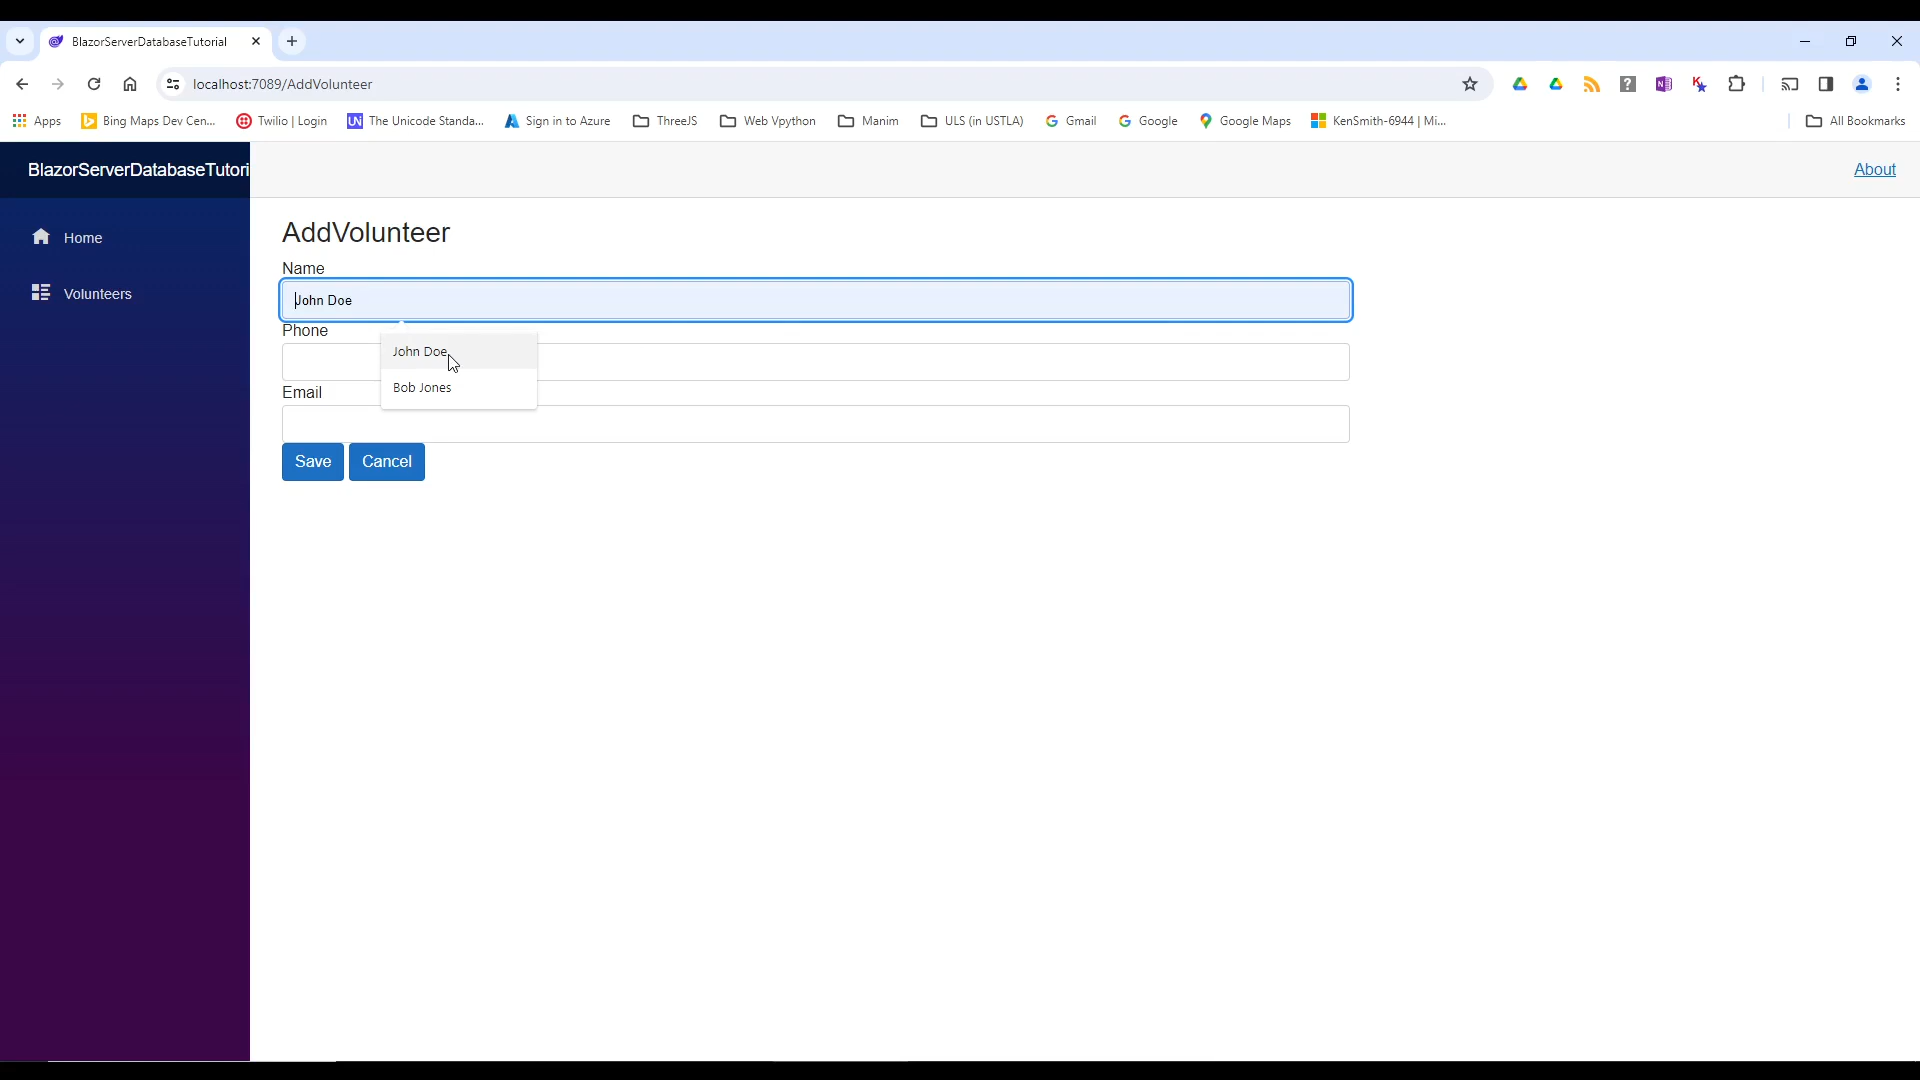 BlazorServerDatabaseTutorial
localhost:7089/AddVolunteer
Apps
Bing Maps Dev Cen...
Twilio | Login
The Unicode Standa...
Sign in to Azure
ThreeJS
Web Vpython
Manim
ULS (in USTLA)
Gmail
Google
Google Maps
KenSmith-6944 | Mi...
All Bookmarks
BlazorServerDatabaseTutori
About
Home
Volunteers
AddVolunteer
Name
John Doe
Phone
John Doe
Bob Jones
Email
Save
Cancel